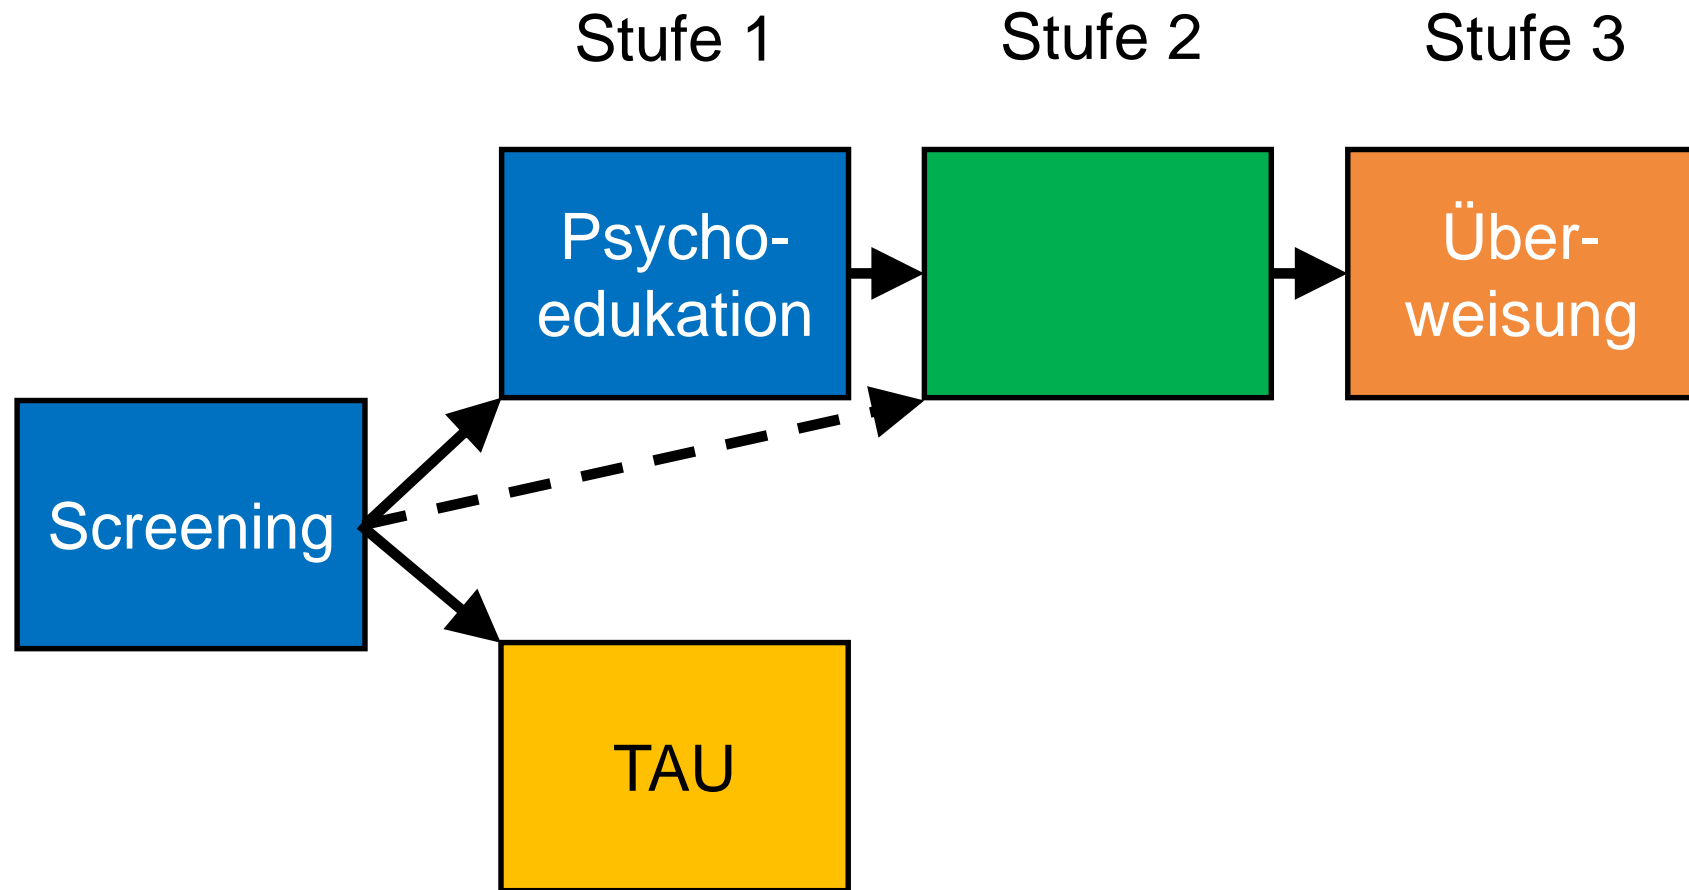 Stufe 1
Stufe 2
Stufe 3
Psycho-
edukation
Über-
weisung
Screening
TAU